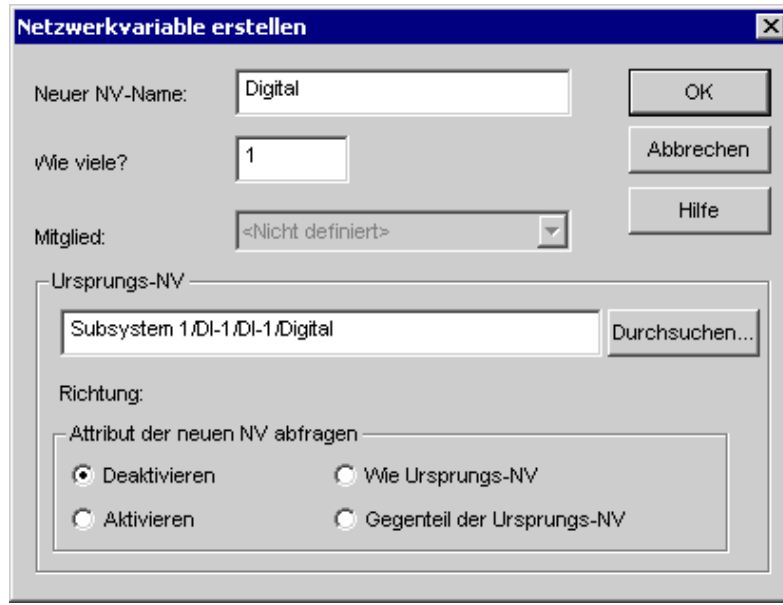 Netzwerkvariable erstellen
Neuer NV-Name:
Digital
OK
Wie viele?
1
Abbrechen
Mitglied:
<Nicht definiert>
Hilfe
Ursprungs-NV
Subsystem 1/DI-1/DI-1/Digital
Durchsuchen...
Richtung:
Attribut der neuen NV abfragen
Deaktivieren
Wie Ursprungs-NV
Aktivieren
Gegenteil der Ursprungs-NV